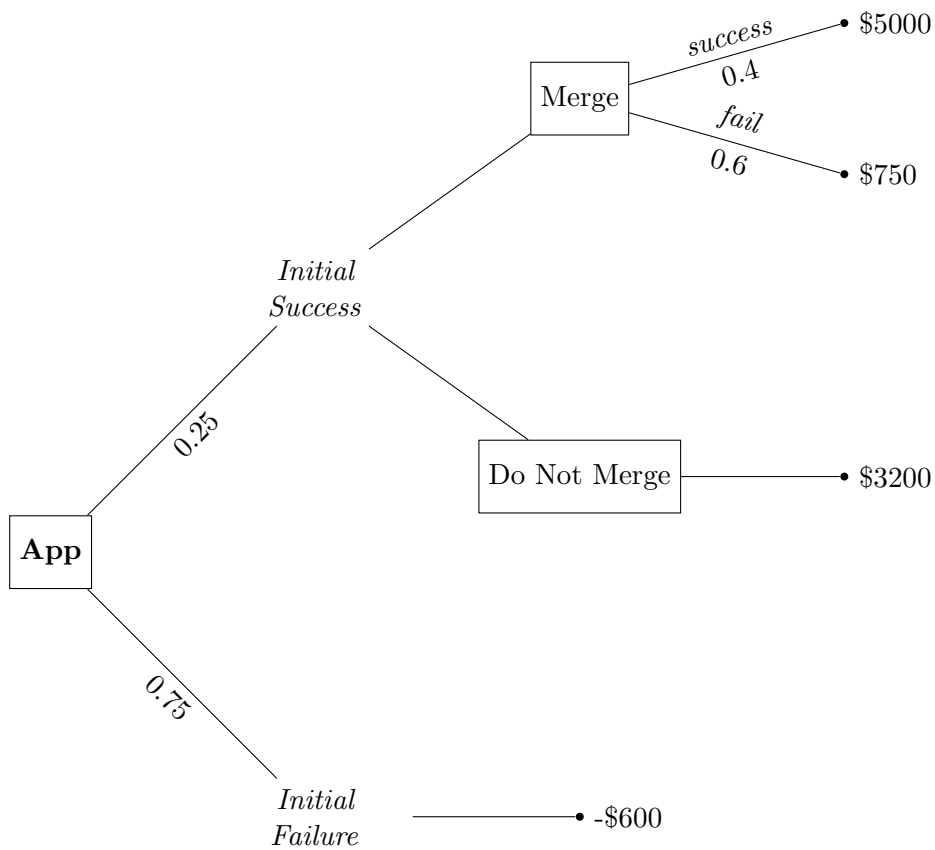 $5000
success
0.4
Merge
fail
0.6
$750
Initial
Success
0.25
Do Not Merge
$3200
App
0.75
Initial
Failure
-$600